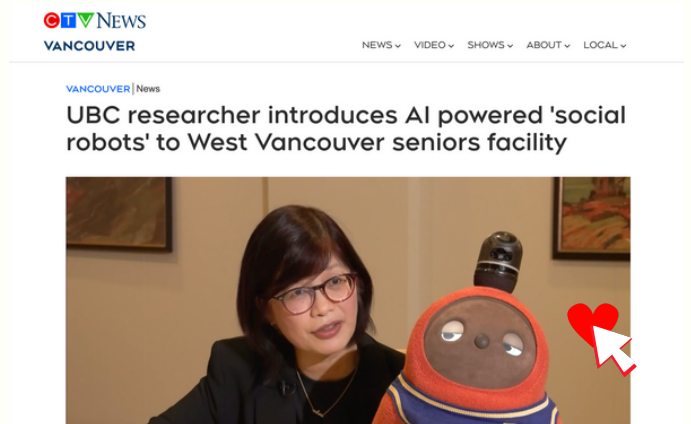 CTV NEWS
VANCOUVER
NEWS VIDEO SHOWS ABOUT LOCAL
VANCOUVER | News
UBC researcher introduces AI powered 'social
robots' to West Vancouver seniors facility